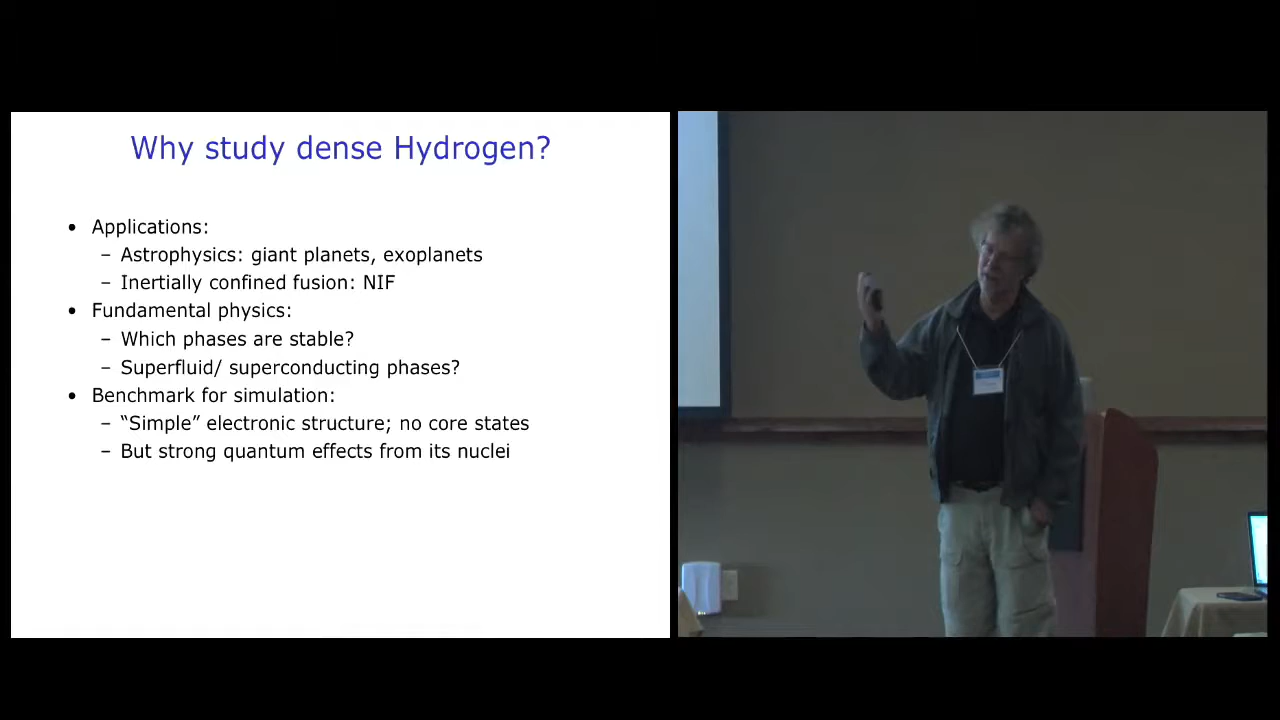 Why study dense Hydrogen?
• Applications:
– Astrophysics: giant planets, exoplanets
– Inertially confined fusion: NIF
• Fundamental physics:
– Which phases are stable?
– Superfluid/ superconducting phases?
• Benchmark for simulation:
– “Simple” electronic structure; no core states
– But strong quantum effects from its nuclei